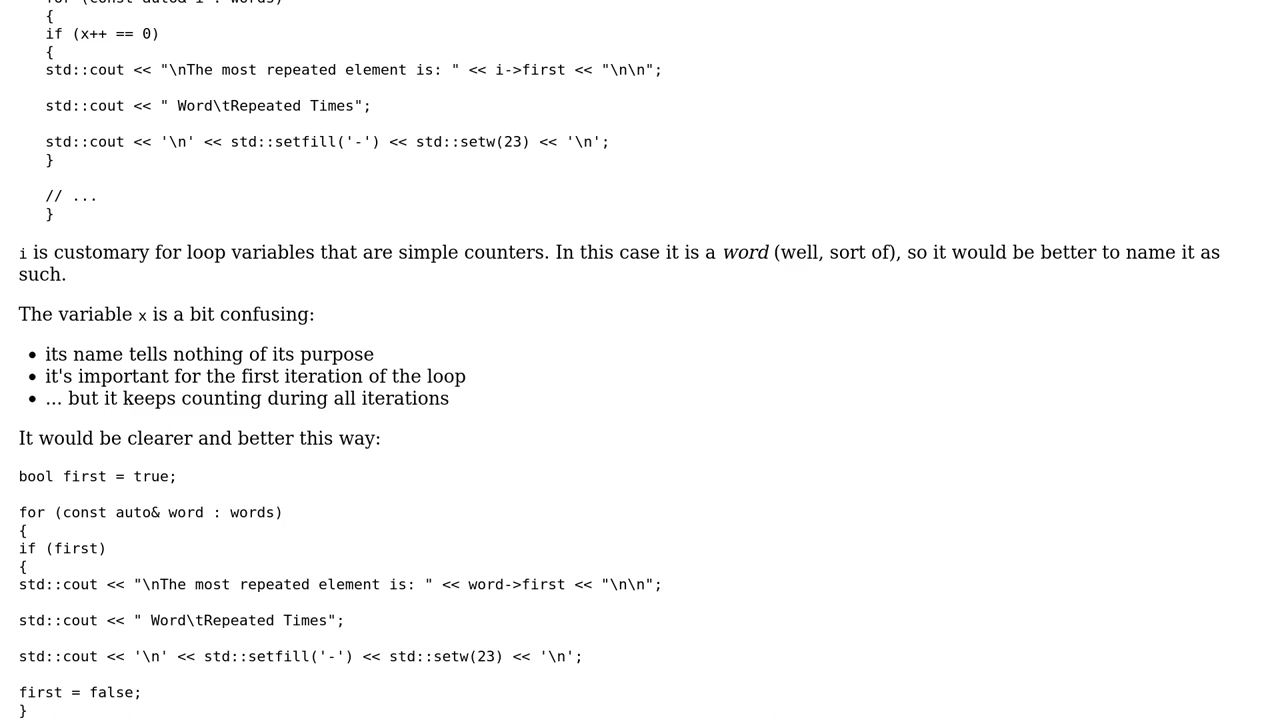 for (const auto& i : words)
{
if (x++ == 0)
{
std::cout << "\nThe most repeated element is: " << i->first << "\n\n";
std::cout << " Word\tRepeated Times";
std::cout << '\n' << std::setfill('-') << std::setw(23) << '\n';
}
// ...
}
i is customary for loop variables that are simple counters. In this case it is a word (well, sort of), so it would be better to name it as
such.
The variable x is a bit confusing:
• its name tells nothing of its purpose
• it's important for the first iteration of the loop
• ... but it keeps counting during all iterations
It would be clearer and better this way:
bool first = true;
for (const auto& word : words)
{
if (first)
{
std::cout << "\nThe most repeated element is: " << word->first << "\n\n";
std::cout << " Word\tRepeated Times";
std::cout << '\n' << std::setfill('-') << std::setw(23) << '\n';
first = false;
}